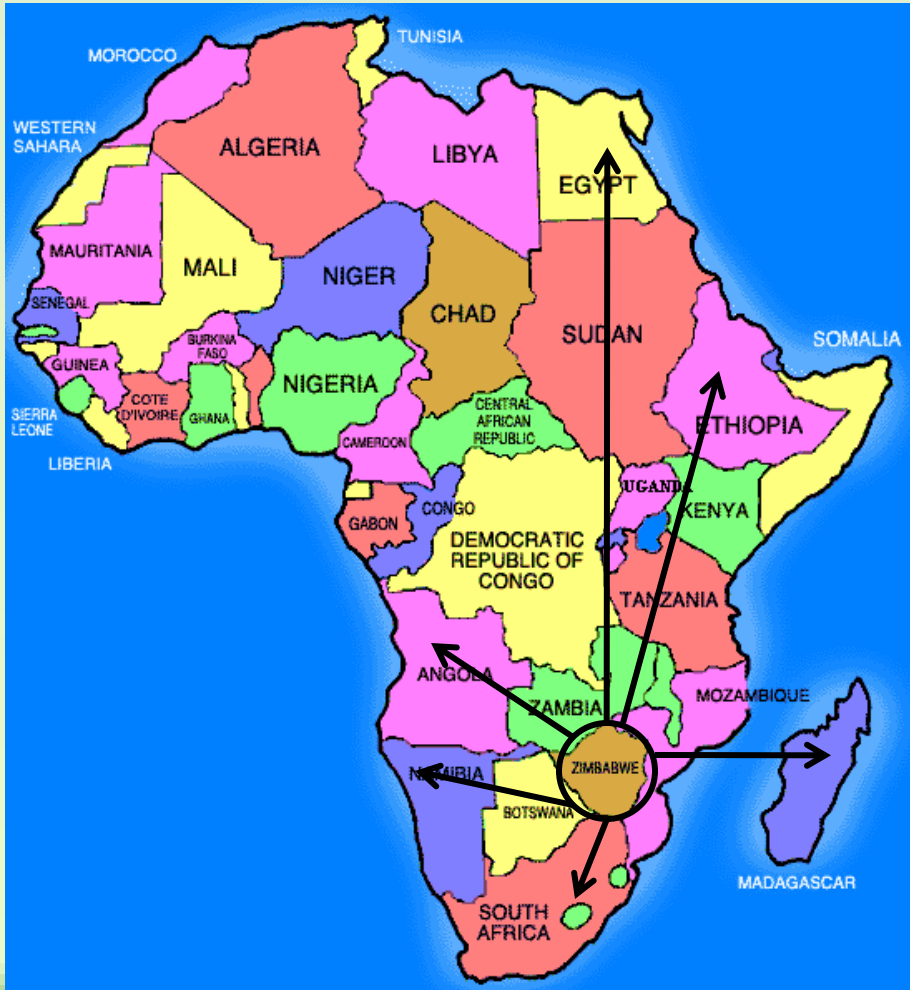 TUNISIA
MOROCCO
WESTERN
SAHARA
ALGERIA
LIBYA
EGYPT
MAURITANIA
MALI
NIGER
CHAD
SUDAN
SENEGAL
SOMALIA
BURKINA
FASO
GUINEA
NIGERIA
COTE
D'IVOIRE
GHANA
CENTRAL
AFRICAN
REPUBLIC
ETHIOPIA
SIERRA
LEONE
CAMEROON
LIBERIA
UGANDA
KENYA
CONGO
GABON
DEMOCRATIC
REPUBLIC OF
CONGO
TANZANIA
ANGOLA
MOZAMBIQUE
ZAMBIA
ZIMBABWE
NAMIBIA
BOTSWANA
MADAGASCAR
SOUTH
AFRICA